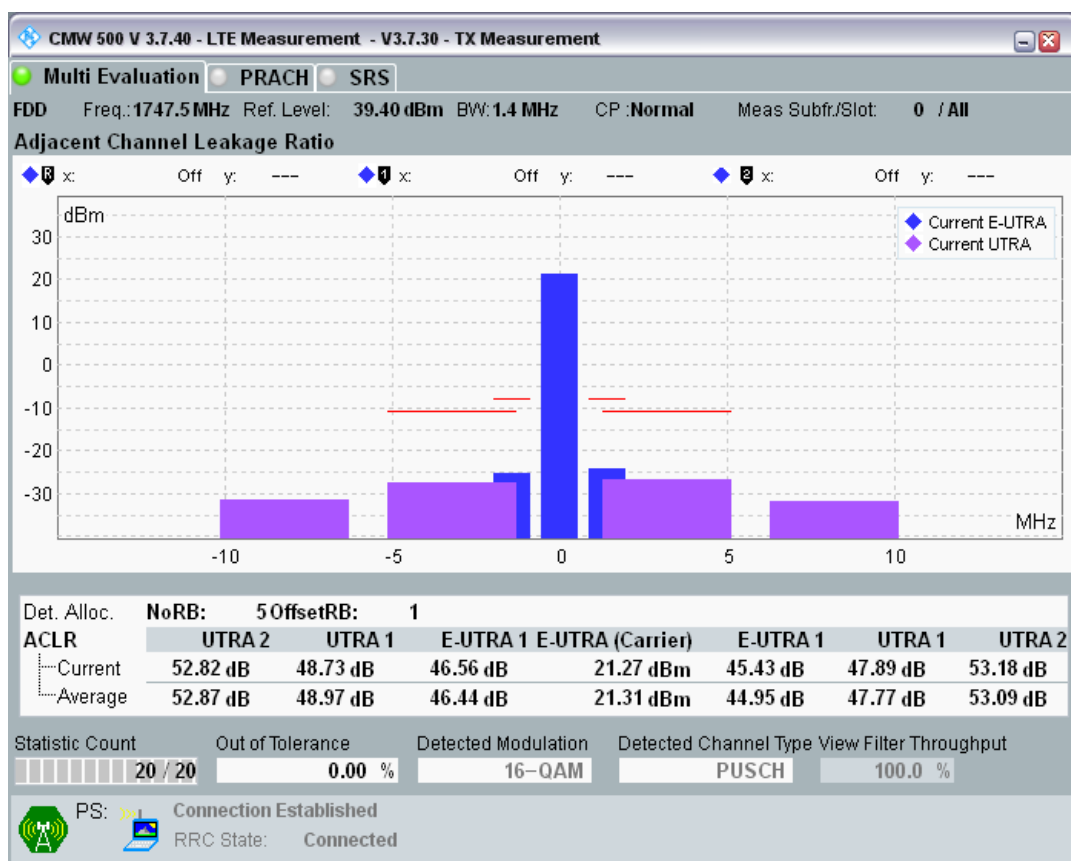 CMW 500 V 3.7.40 - LTE Measurement - V3.7.30 - TX Measurement
Multi Evaluation PRACH SRS
FDD Freq.: 1747.5 MHz Ref. Level: 39.40 dBm BW: 1.4 MHz CP :Normal Meas Subfr./Slot: 0 / All
Adjacent Channel Leakage Ratio
R x: Off y: --- 1 x: Off y: --- 2 x: Off y: ---
dBm
Current E-UTRA
Current UTRA
30
20
10
0
-10
-20
-30
MHz
-10 -5 0 5 10
Det. Alloc. NoRB: 5 OffsetRB: 1
ACLR UTRA 2 UTRA 1 E-UTRA 1 E-UTRA (Carrier) E-UTRA 1 UTRA 1 UTRA 2
Current 52.82 dB 48.73 dB 46.56 dB 21.27 dBm 45.43 dB 47.89 dB 53.18 dB
Average 52.87 dB 48.97 dB 46.44 dB 21.31 dBm 44.95 dB 47.77 dB 53.09 dB
Statistic Count Out of Tolerance Detected Modulation Detected Channel Type View Filter Throughput
20 / 20 0.00 % 16-QAM PUSCH 100.0 %
PS: Connection Established
RRC State: Connected